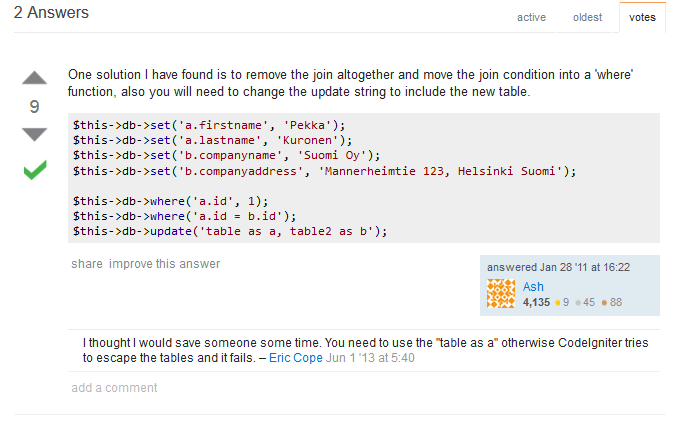 2 Answers
active oldest votes
One solution I have found is to remove the join altogether and move the join condition into a 'where'
function, also you will need to change the update string to include the new table.
9
$this->db->set('a.firstname', 'Pekka');
$this->db->set('a.lastname', 'Kuronen');
$this->db->set('b.companyname', 'Suomi Oy');
$this->db->set('b.companyaddress', 'Mannerheimtie 123, Helsinki Suomi');
$this->db->where('a.id', 1);
$this->db->where('a.id = b.id');
$this->db->update('table as a, table2 as b');
share improve this answer
answered Jan 28 '11 at 16:22
Ash
4,135 9 45 88
I thought I would save someone some time. You need to use the "table as a" otherwise CodeIgniter tries
to escape the tables and it fails. – Eric Cope Jun 1 '13 at 5:40
add a comment